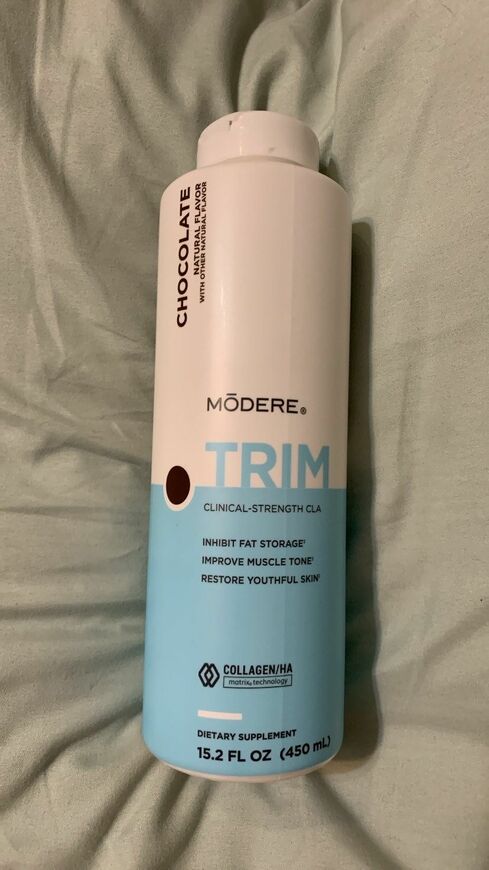 CHOCOLATE
NATURAL FLAVOR
WITH OTHER NATURAL FLAVOR
MŌDERE®
TRIM
CLINICAL-STRENGTH CLA
INHIBIT FAT STORAGE†
IMPROVE MUSCLE TONE†
RESTORE YOUTHFUL SKIN†
COLLAGEN/HA
matrix® technology
DIETARY SUPPLEMENT
15.2 FL OZ (450 mL)